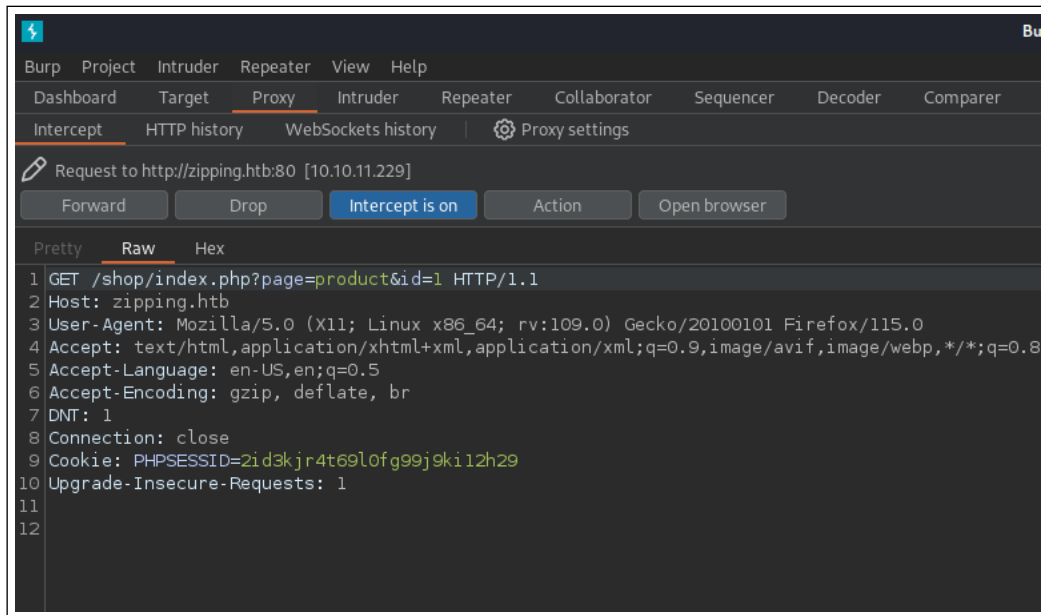 Bu
Burp Project Intruder Repeater View Help
Dashboard Target Proxy Intruder Repeater Collaborator Sequencer Decoder Comparer
Intercept HTTP history WebSockets history Proxy settings
Request to http://zipping.htb:80 [10.10.11.229]
Forward Drop Intercept is on Action Open browser
Pretty Raw Hex
1 GET /shop/index.php?page=product&id=1 HTTP/1.1
2 Host: zipping.htb
3 User-Agent: Mozilla/5.0 (X11; Linux x86_64; rv:109.0) Gecko/20100101 Firefox/115.0
4 Accept: text/html,application/xhtml+xml,application/xml;q=0.9,image/avif,image/webp,*/*;q=0.8
5 Accept-Language: en-US,en;q=0.5
6 Accept-Encoding: gzip, deflate, br
7 DNT: 1
8 Connection: close
9 Cookie: PHPSESSID=2id3kjr4t69l0fg99j9ki12h29
10 Upgrade-Insecure-Requests: 1
11
12